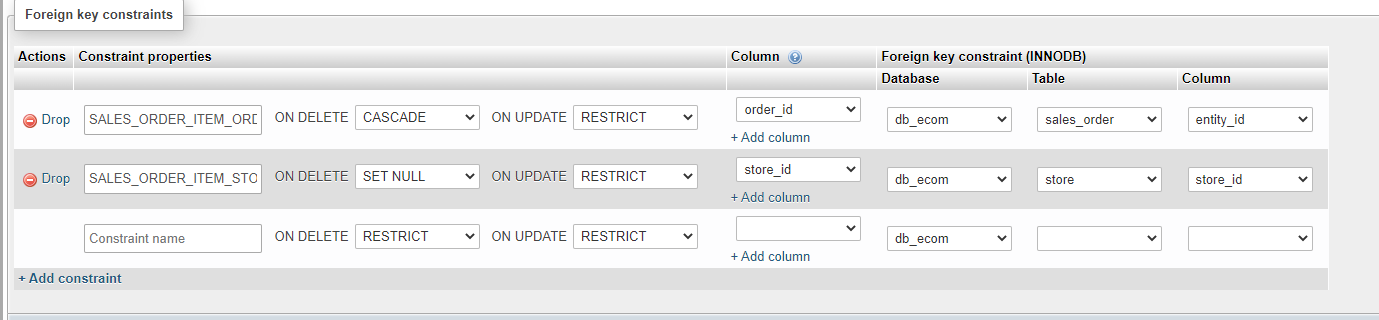 Foreign key constraints
Actions Constraint properties Column Foreign key constraint (INNODB)
Database Table Column
Drop SALES_ORDER_ITEM_ORD ON DELETE CASCADE ON UPDATE RESTRICT order_id db_ecom sales_order entity_id
+ Add column
Drop SALES_ORDER_ITEM_STO ON DELETE SET NULL ON UPDATE RESTRICT store_id db_ecom store store_id
+ Add column
Constraint name ON DELETE RESTRICT ON UPDATE RESTRICT db_ecom
+ Add column
+ Add constraint